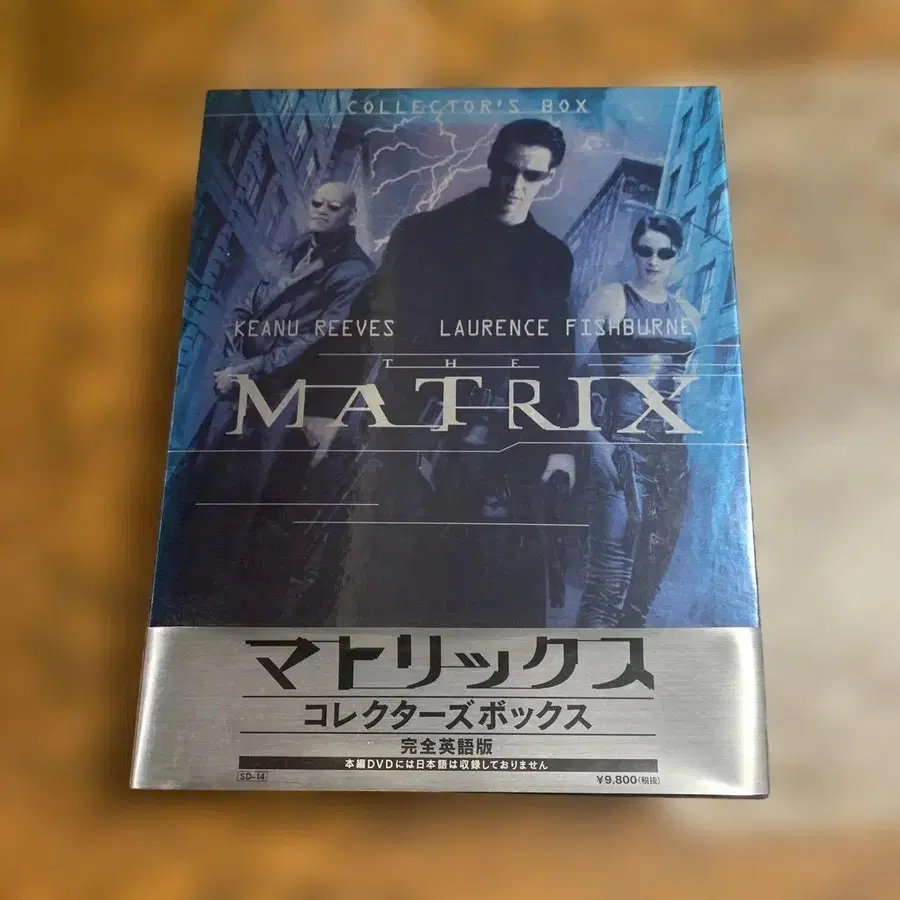 COLLECTOR'S BOX
KEANU REEVES LAURENCE FISHBURNE
THE
MATRIX
マトリックス
コレクターズボックス
完全英語版
本編DVDには日本語は収録しておりません
SD-14 ¥9,800(税抜)